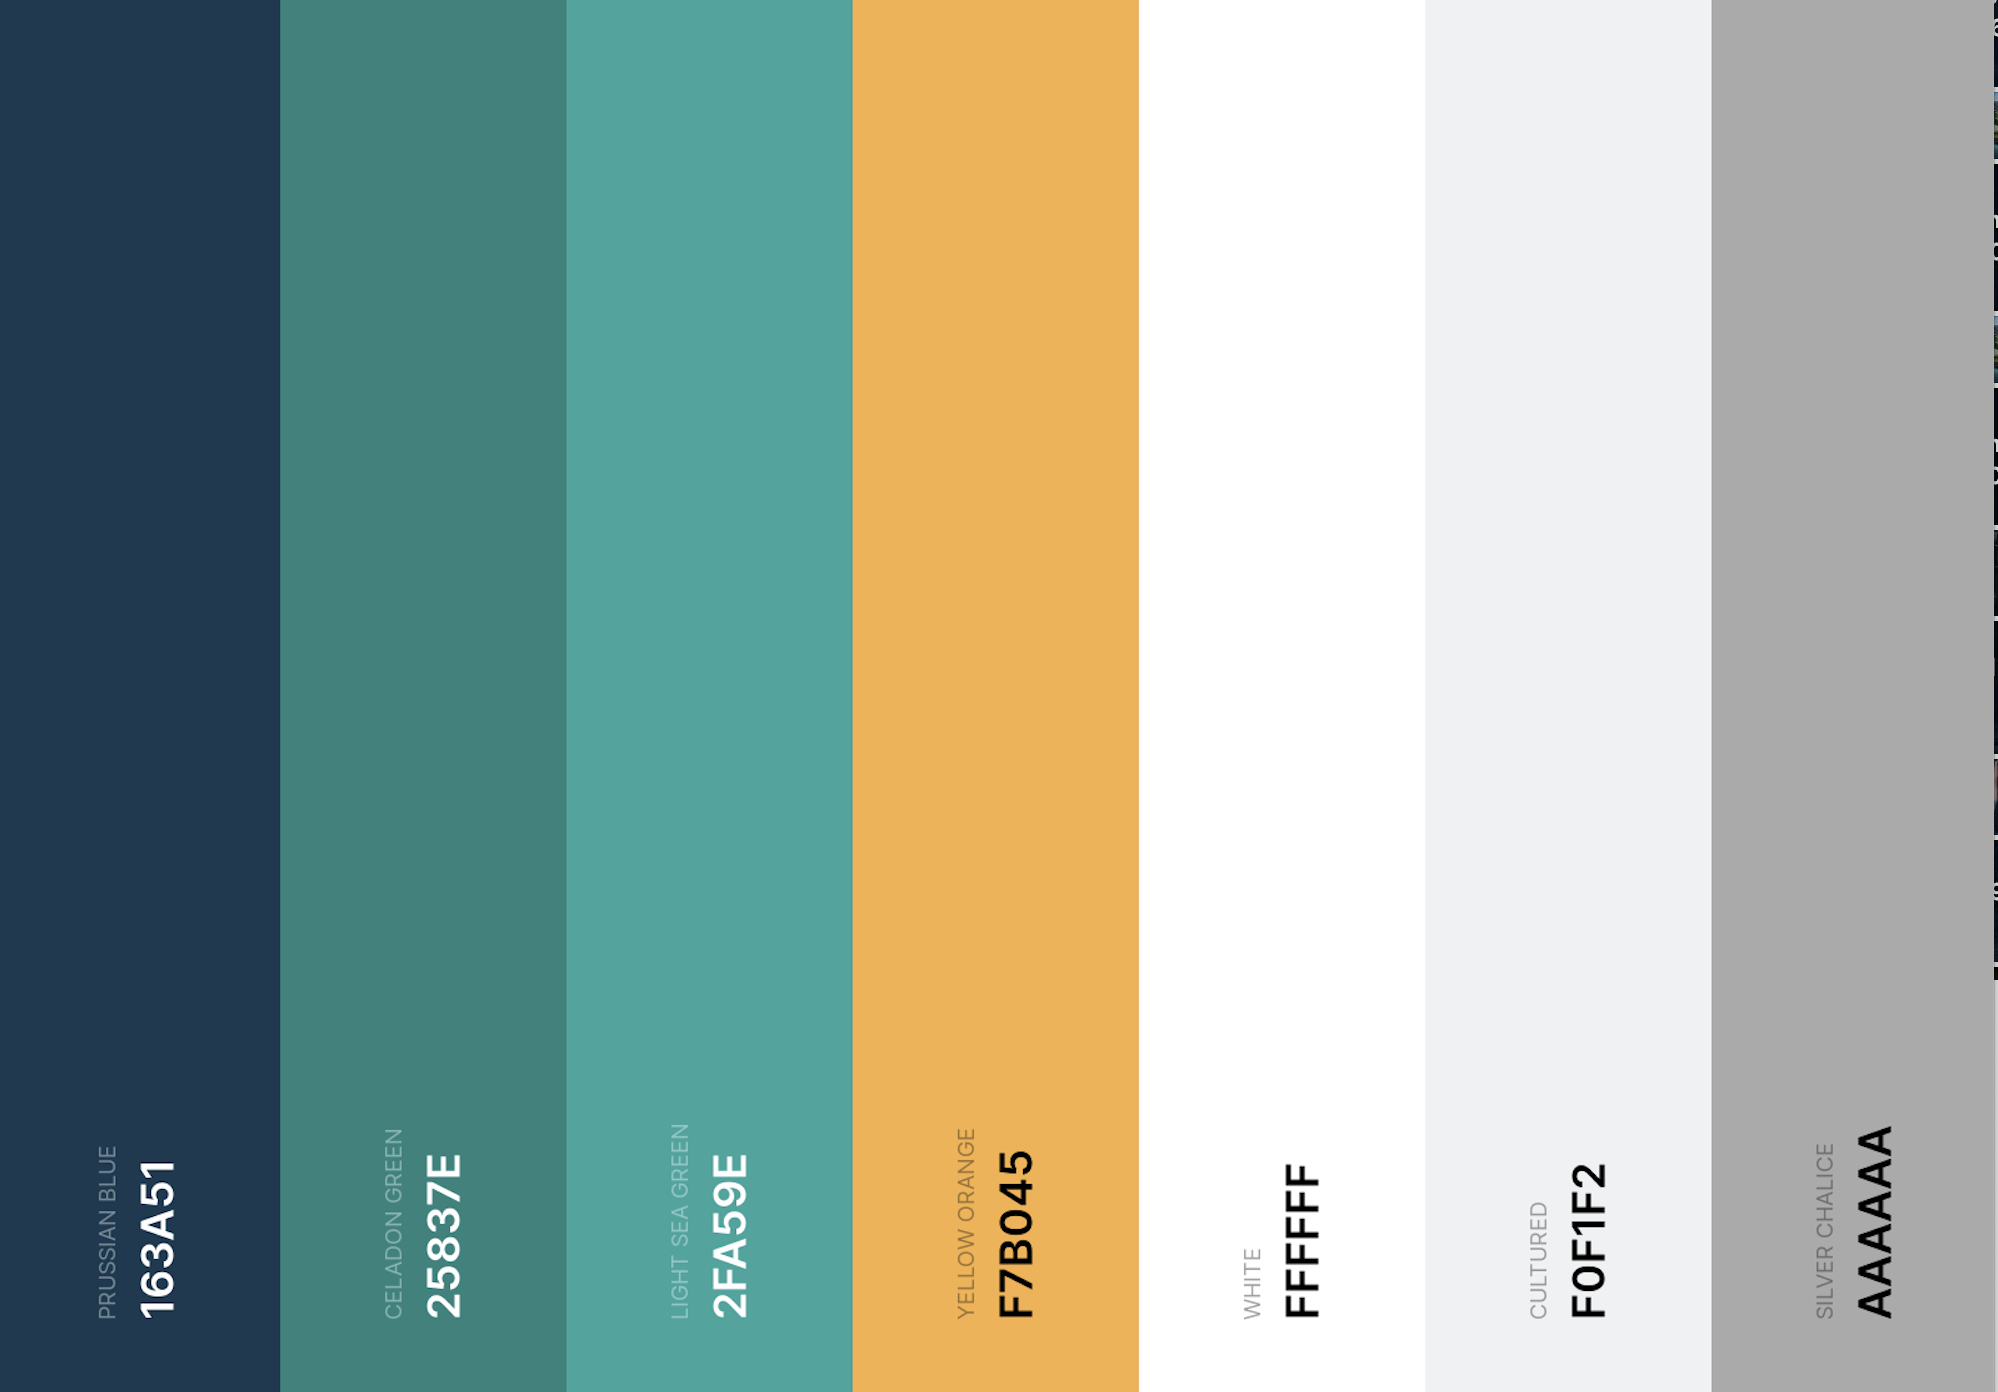 PRUSSIAN BLUE
163A51
CELADON GREEN
25837E
LIGHT SEA GREEN
2FA59E
YELLOW ORANGE
F7B045
WHITE
FFFFFF
CULTURED
F0F1F2
SILVER CHALICE
AAAAAA